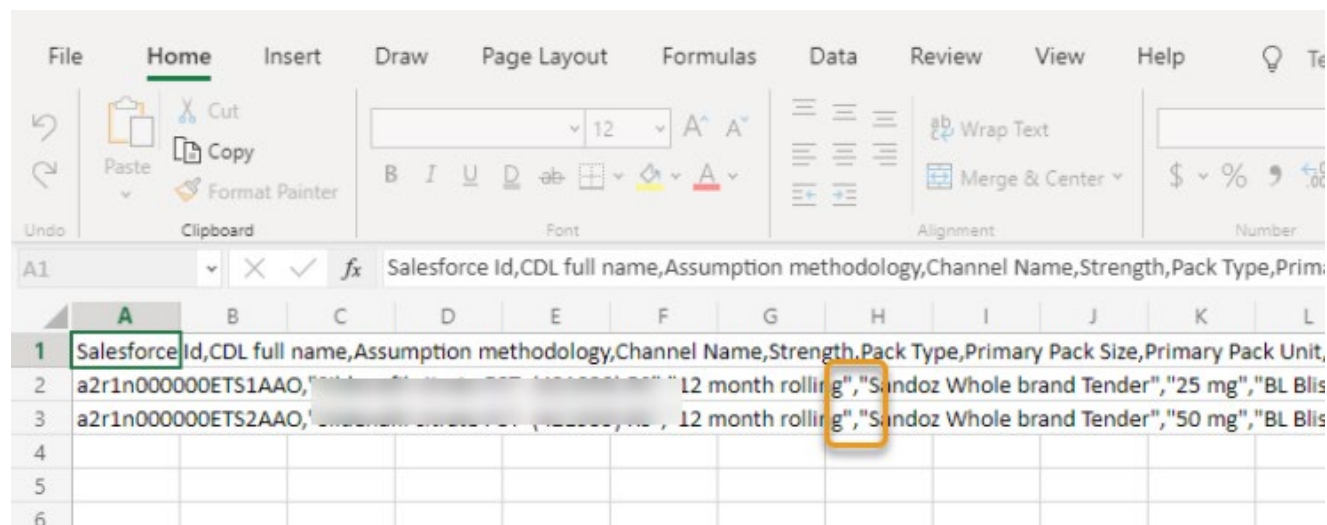 File Home Insert Draw Page Layout Formulas Data Review View Help Te
Cut
Copy
Paste
Format Painter
12 A^ A˅
B I U D ab A
ab Wrap Text
Merge & Center
$ % 9
Undo Clipboard Font Alignment Number
A1 fx Salesforce Id,CDL full name,Assumption methodology,Channel Name,Strength,Pack Type,Prima
A B C D E F G H I J K L
1 Salesforce Id,CDL full name,Assumption methodology,Channel Name,Strength,Pack Type,Primary Pack Size,Primary Pack Unit,
2 a2r1n000000ETS1AAO," 12 month rolling","Sandoz Whole brand Tender","25 mg","BL Blis
3 a2r1n000000ETS2AAO," 12 month rolling","Sandoz Whole brand Tender","50 mg","BL Blis
4
5
6